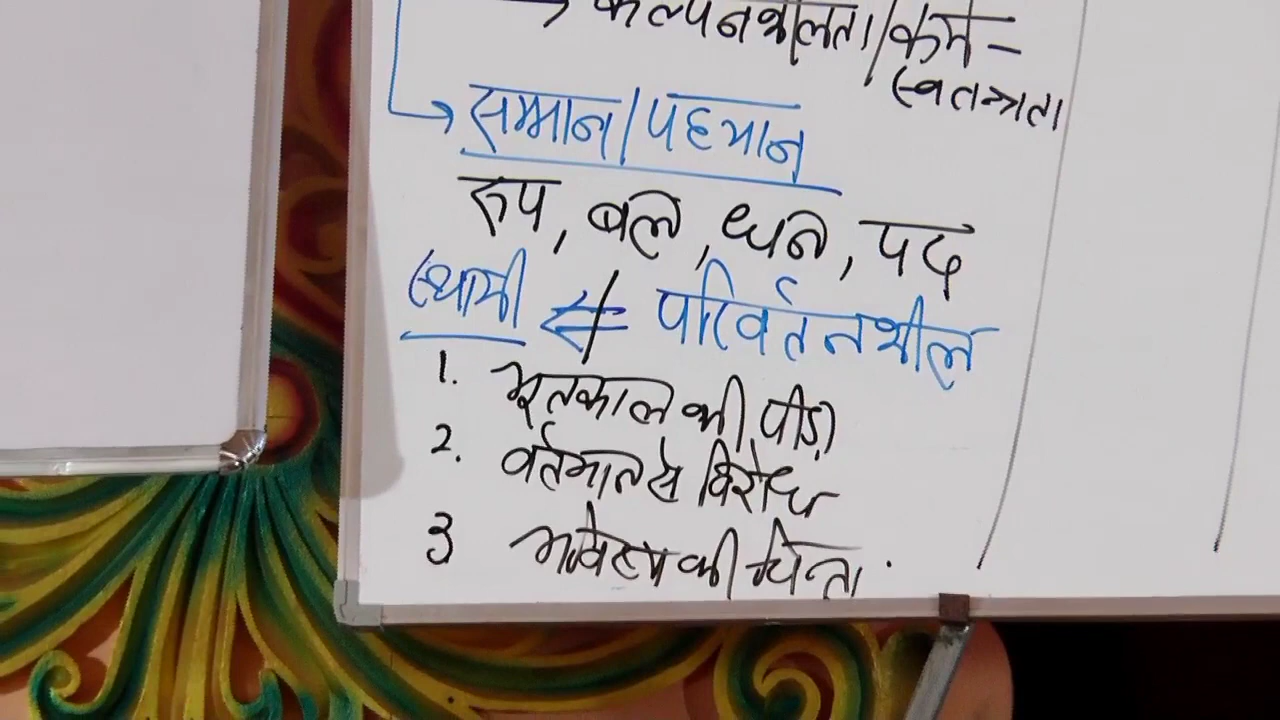 → कल्पनशीलता/कर्म-
स्वतन्त्रता
↳ सम्मान/पहचान
रुप, बल, धन, पद
स्थायी ≠ परिवर्तनशील
1. भूतकाल की पीड़ा
2. वर्तमान से विरोध
3 भविष्य की चिन्ता.